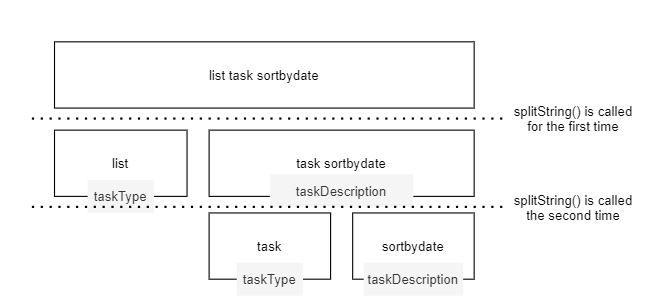 list task sortbydate
splitString() is called
for the first time
list
task sortbydate
taskType
taskDescription
splitString() is called
the second time
task
sortbydate
taskType
taskDescription